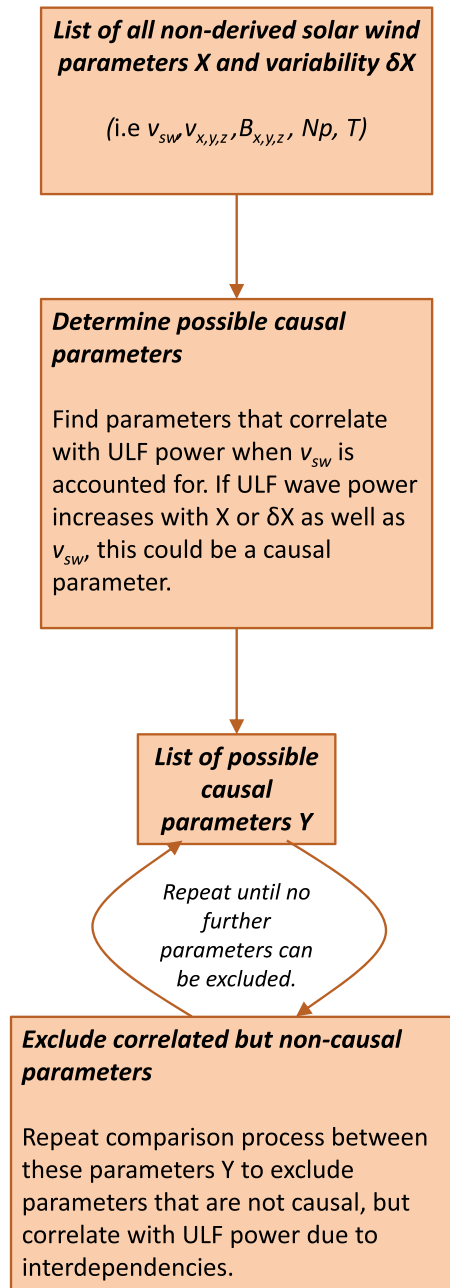 List of all non-derived solar wind
parameters X and variability δX
(i.e v_sw,v_x,y,z ,B_x,y,z , Np, T)
Determine possible causal
parameters
Find parameters that correlate
with ULF power when v_sw is
accounted for. If ULF wave power
increases with X or δX as well as
v_sw, this could be a causal
parameter.
List of possible
causal
parameters Y
Repeat until no
further
parameters can
be excluded.
Exclude correlated but non-causal
parameters
Repeat comparison process between
these parameters Y to exclude
parameters that are not causal, but
correlate with ULF power due to
interdependencies.